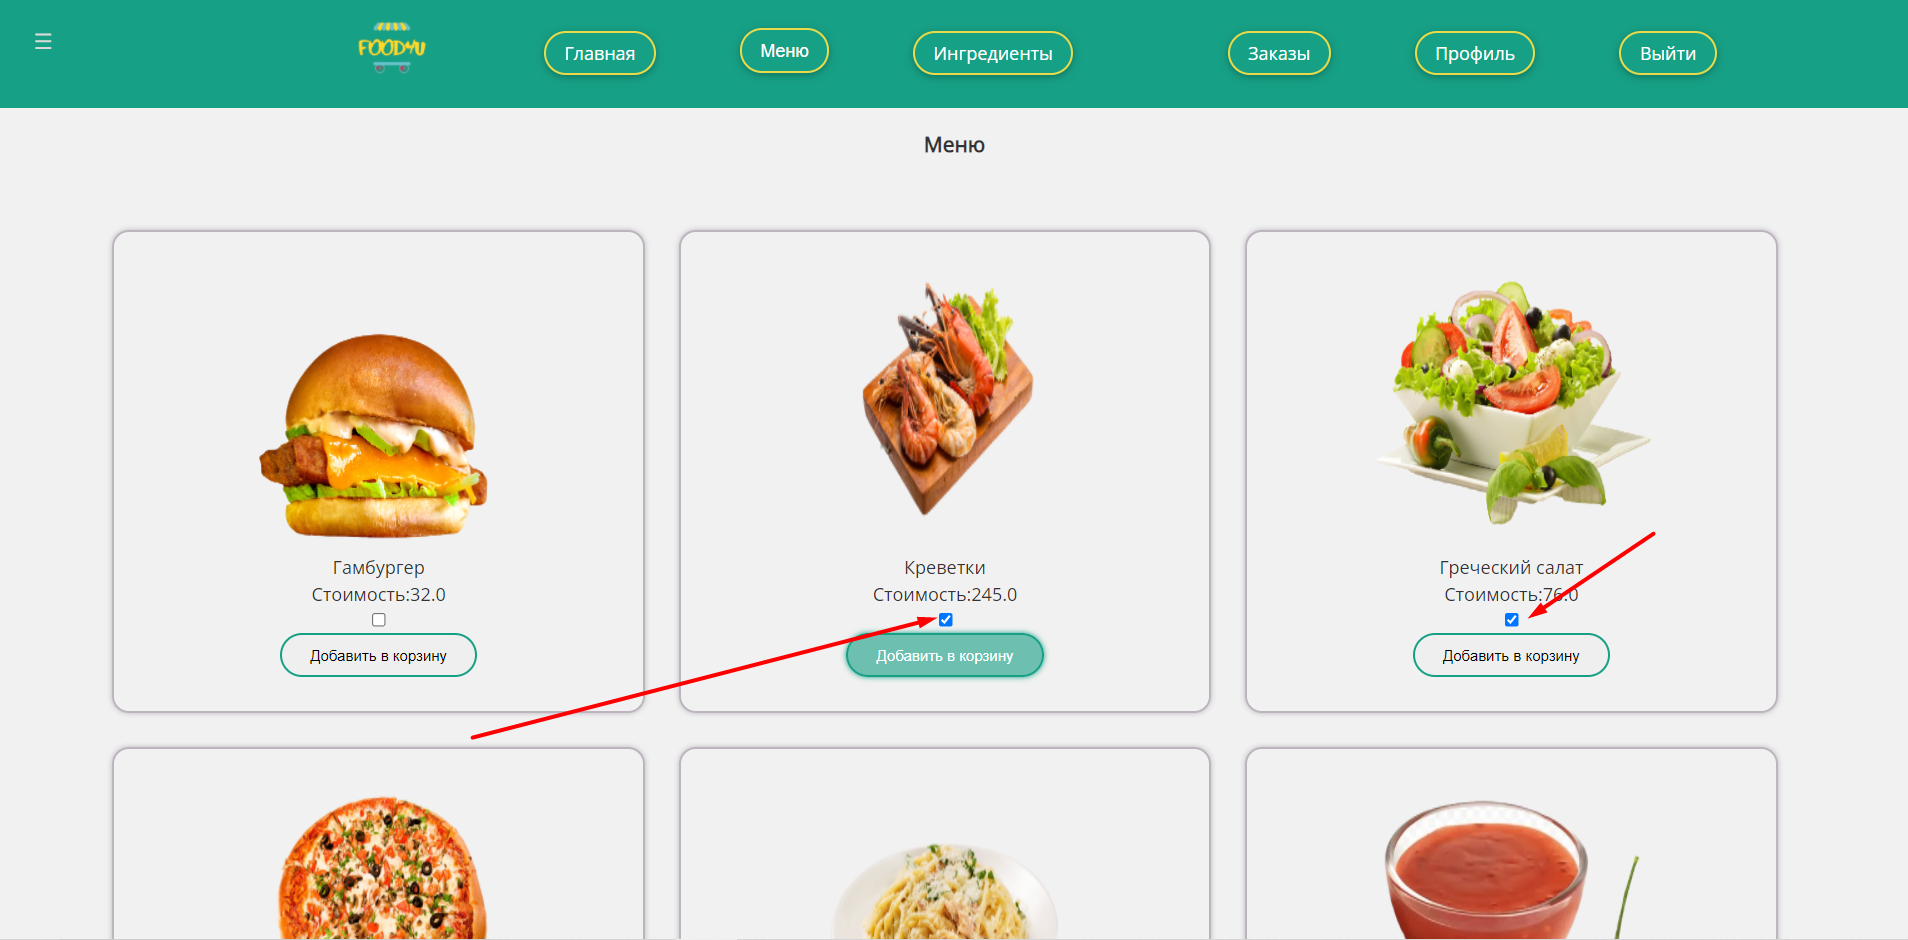 ☰
FOOD4U
Главная
Меню
Ингредиенты
Заказы
Профиль
Выйти
Меню
Гамбургер
Стоимость:32.0
Добавить в корзину
Креветки
Стоимость:245.0
Добавить в корзину
Греческий салат
Стоимость:76.0
Добавить в корзину